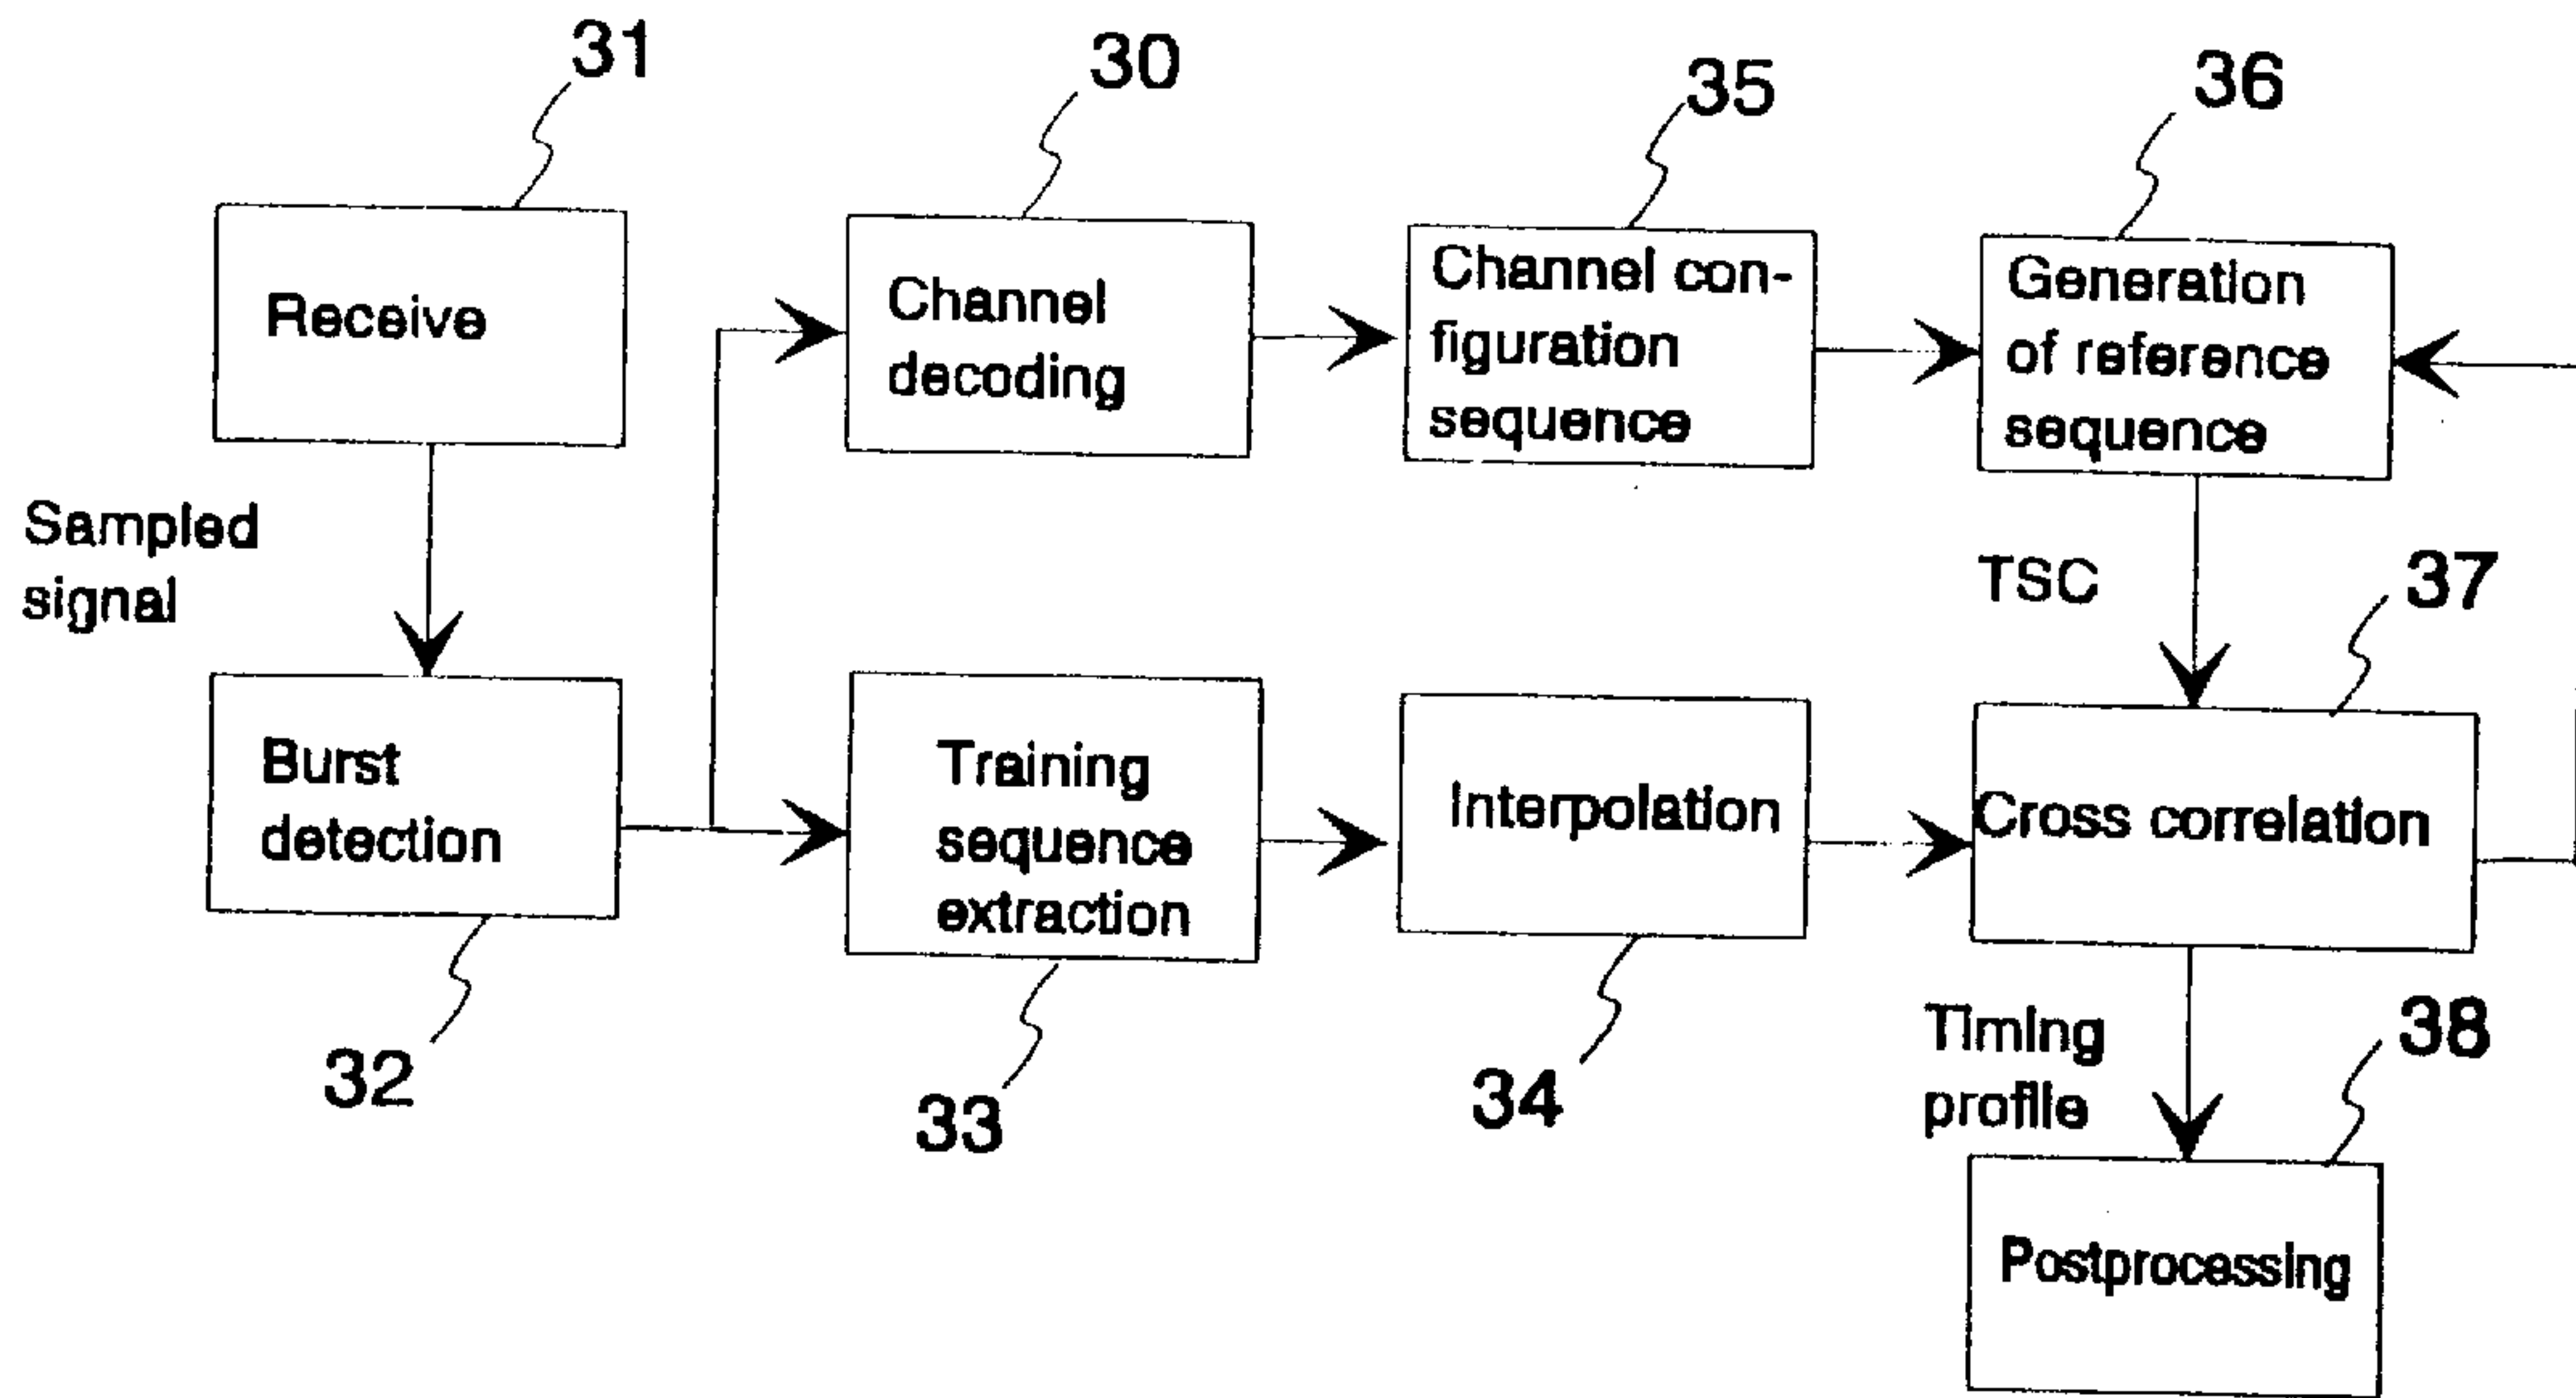 31
30
35
36
Receive
Channel
decoding
Channel con-
figuration
sequence
Generation
of reference
sequence
Sampled
signal
TSC
37
Burst
detection
Training
sequence
extraction
Interpolation
Cross correlation
32
33
34
Timing
profile
38
Postprocessing